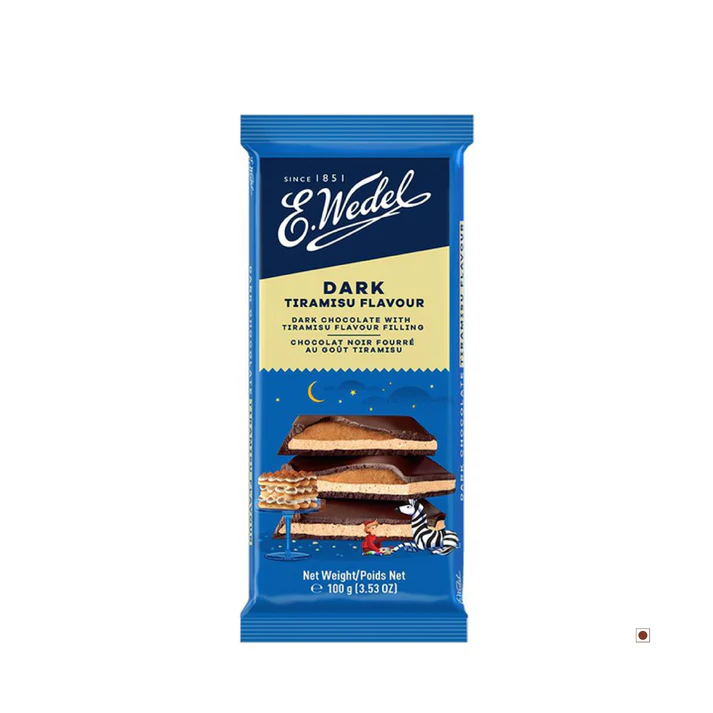 SINCE 1851
E. Wedel
DARK
TIRAMISU FLAVOUR
DARK CHOCOLATE WITH
TIRAMISU FLAVOUR FILLING
CHOCOLAT NOIR FOURRÉ
AU GOÛT TIRAMISU
Net Weight/Poids Net
℮ 100 g (3.53 OZ)
DARK CHOCOLATE TIRAMISU FLAVOUR
E. Wedel